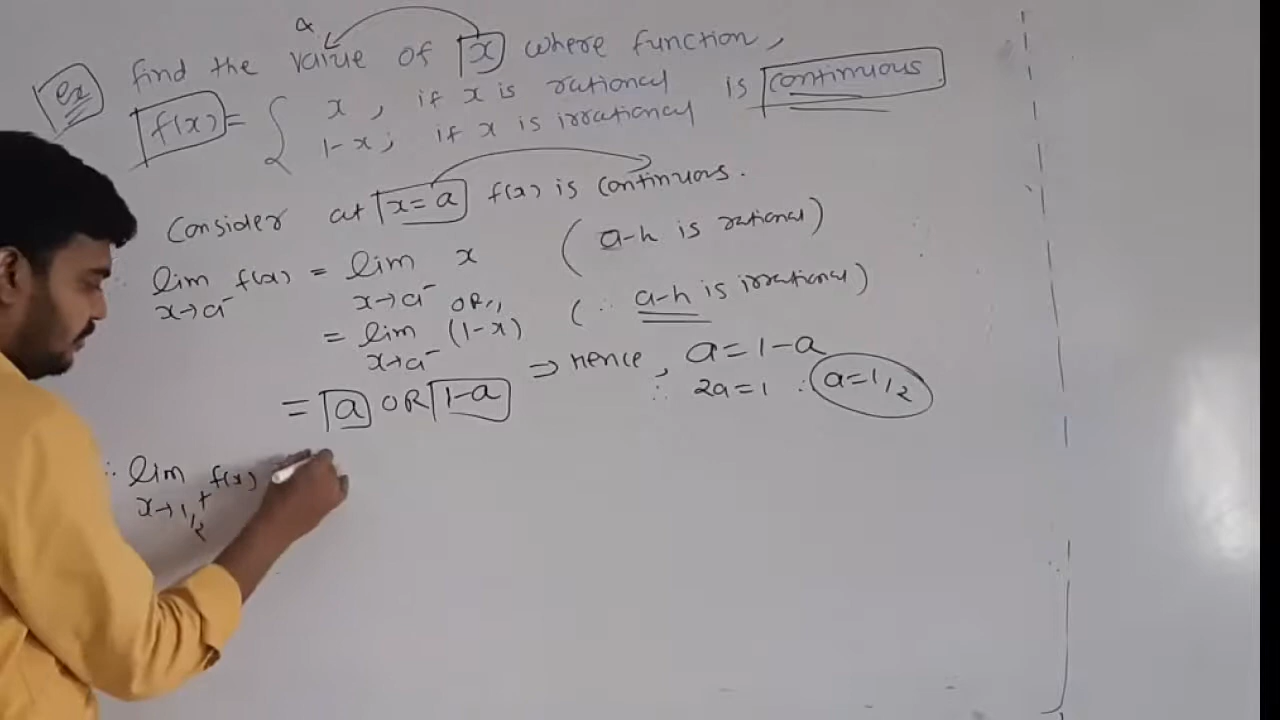 a
ex find the value of x where function,
f(x) = { x, if x is rational
1-x; if x is irrational is continuous.
Consider at x=a f(x) is continuous.
lim x→a⁻ f(x) = lim x→a⁻ x (a-h is rational)
OR,,
= lim x→a⁻ (1-x) (∵ a-h is irrational)
= a OR 1-a ⇒ Hence, a=1-a
∴ 2a=1 ∴ a=1/2
∴ lim x→1/2⁺ f(x) =